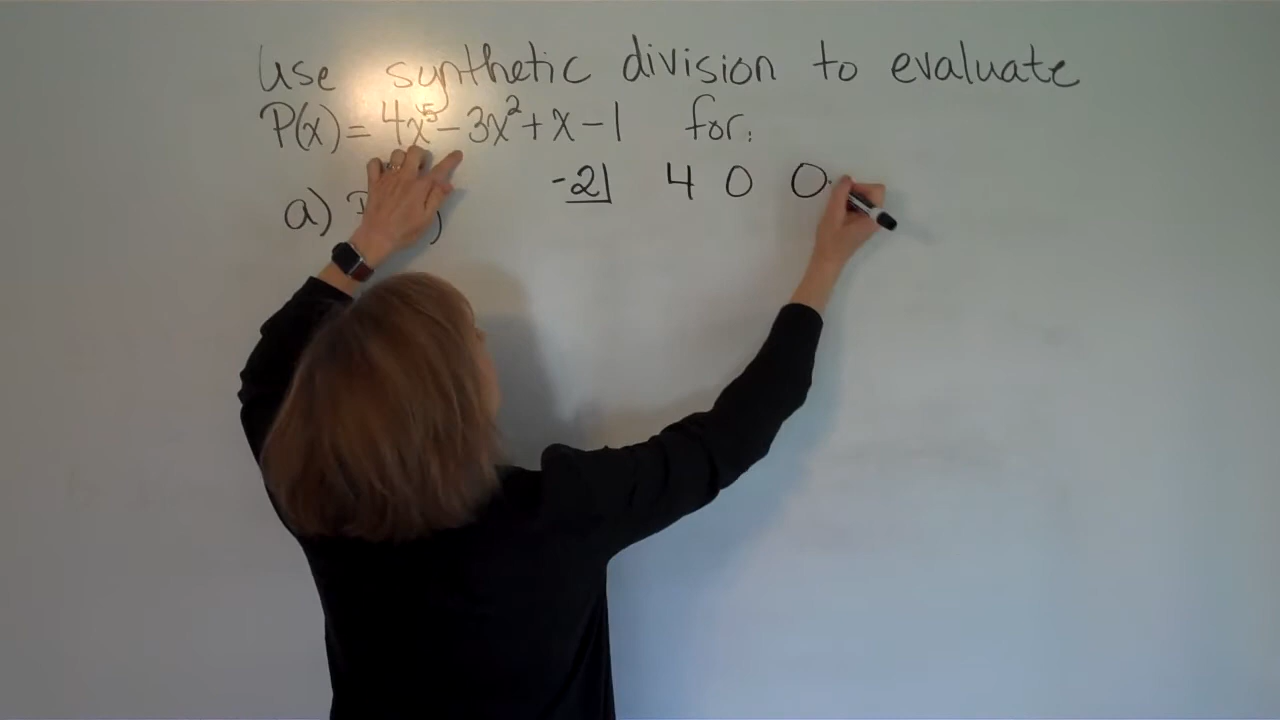 Use synthetic division to evaluate
P(x) = 4x⁵ - 3x² + x - 1 for:
-2| 4 0 0
a)